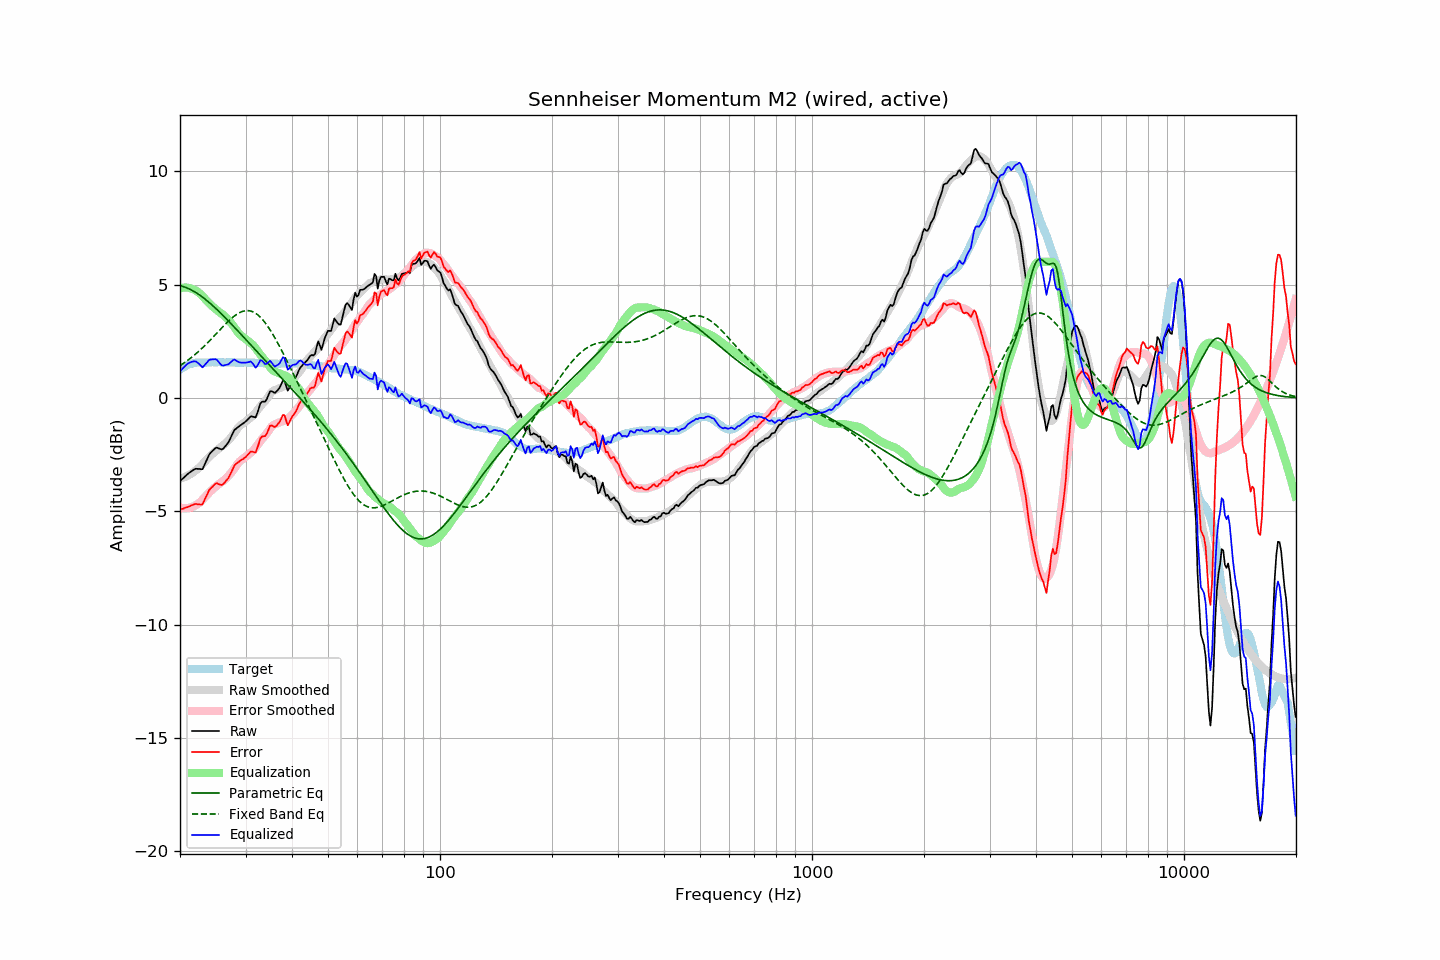 Sennheiser Momentum M2 (wired, active)
10
5
0
−5
−10
−15
−20
Amplitude (dBr)
Target
Raw Smoothed
Error Smoothed
Raw
Error
Equalization
Parametric Eq
Fixed Band Eq
Equalized
100
1000
10000
Frequency (Hz)